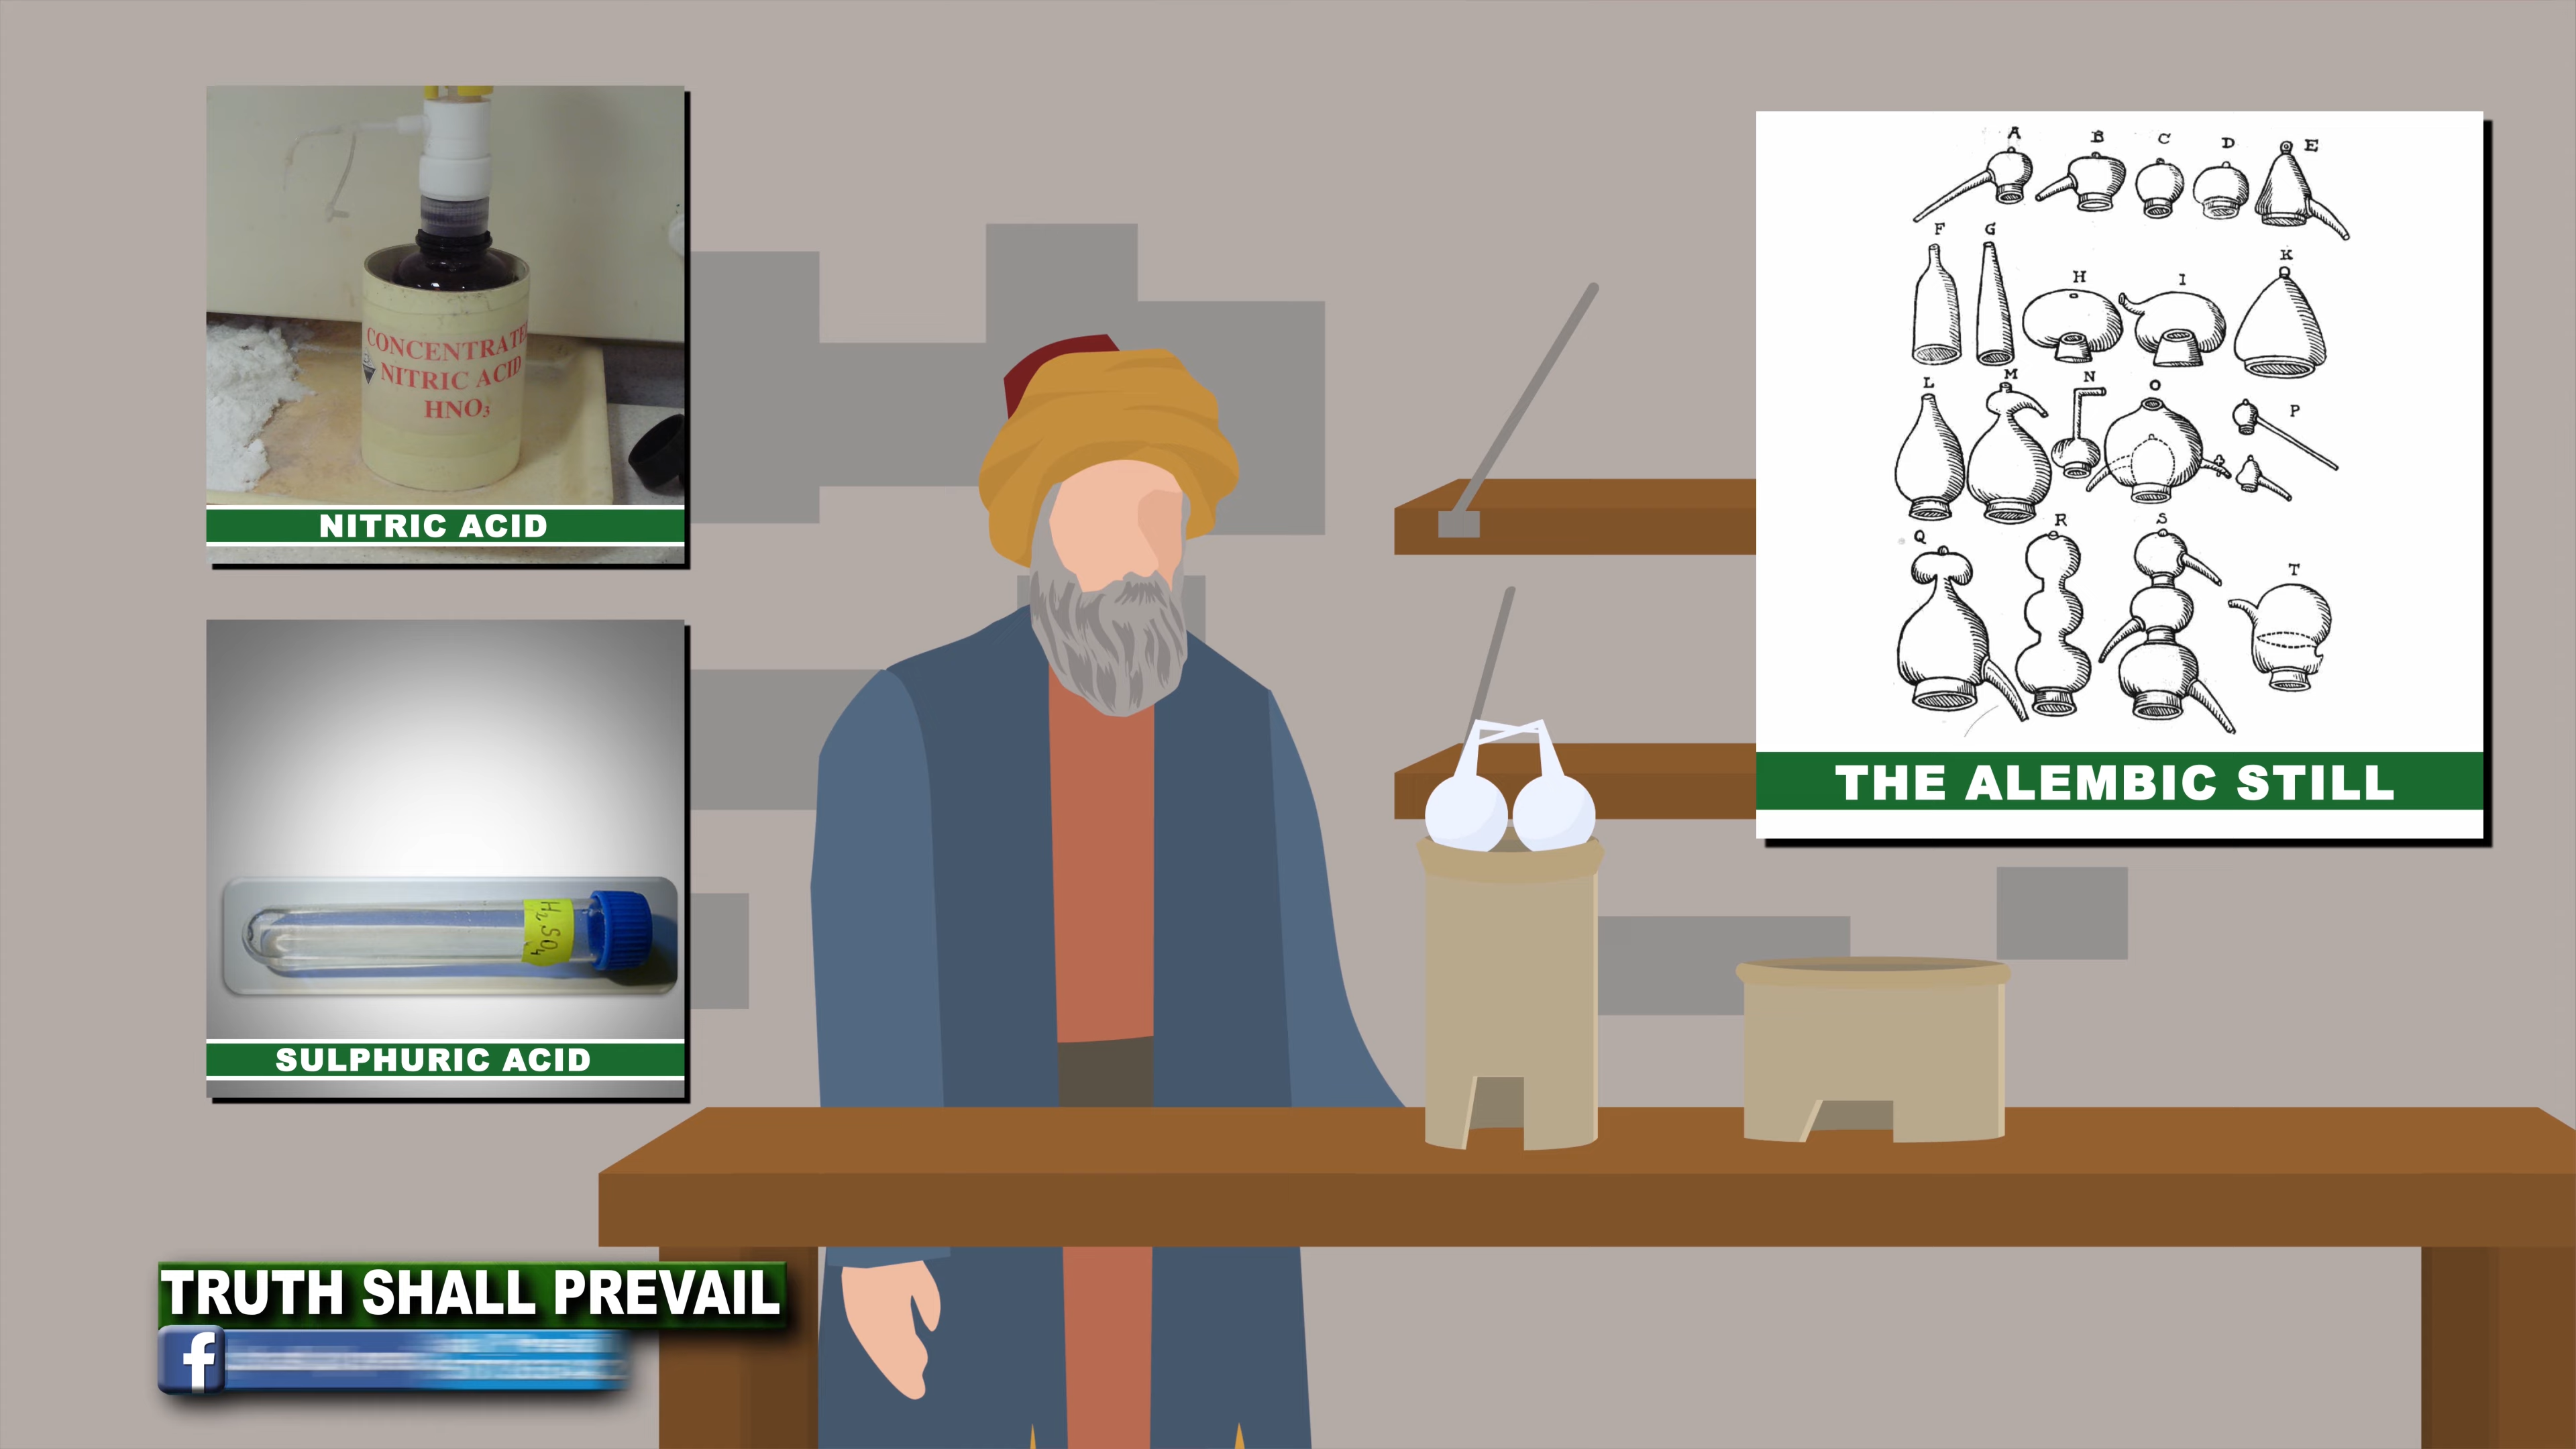 CONCENTRATE
NITRIC ACID
HNO₃
NITRIC ACID
H₂SO₄
SULPHURIC ACID
A B C D E
F G
H I K
L M N O P
Q R S T
THE ALEMBIC STILL
TRUTH SHALL PREVAIL
f